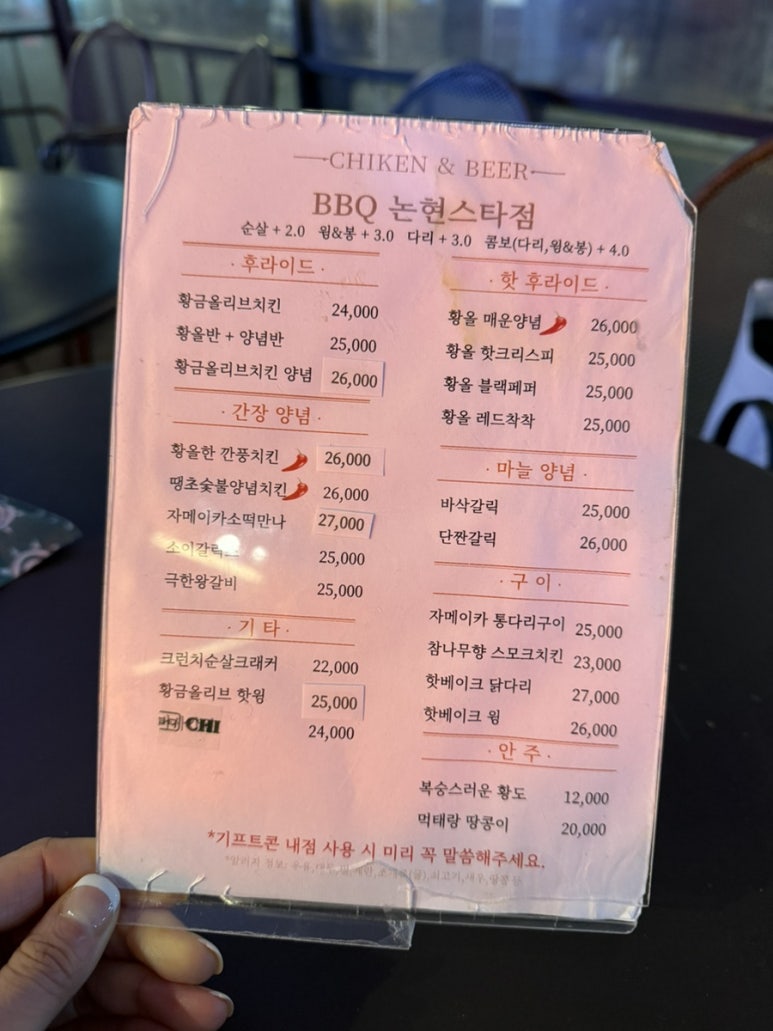 CHIKEN & BEER
BBQ 논현스타점
순살 + 2.0 윙&봉 + 3.0 다리 + 3.0 콤보(다리,윙&봉) + 4.0
· 후라이드 ·
황금올리브치킨 24,000
황올반 + 양념반 25,000
황금올리브치킨 양념 26,000
· 간장 양념 ·
황올한 깐풍치킨 26,000
땡초숯불양념치킨 26,000
자메이카소떡만나 27,000
소이갈릭스 25,000
극한왕갈비 25,000
· 기 타 ·
크런치순살크래커 22,000
황금올리브 핫윙 25,000
CHI 24,000
· 핫 후라이드 ·
황올 매운양념 26,000
황올 핫크리스피 25,000
황올 블랙페퍼 25,000
황올 레드착착 25,000
· 마늘 양념 ·
바삭갈릭 25,000
단짠갈릭 26,000
· 구 이 ·
자메이카 통다리구이 25,000
참나무향 스모크치킨 23,000
핫베이크 닭다리 27,000
핫베이크 윙 26,000
· 안 주 ·
복숭스러운 황도 12,000
먹태랑 땅콩이 20,000
*기프트콘 내점 사용 시 미리 꼭 말씀해주세요.